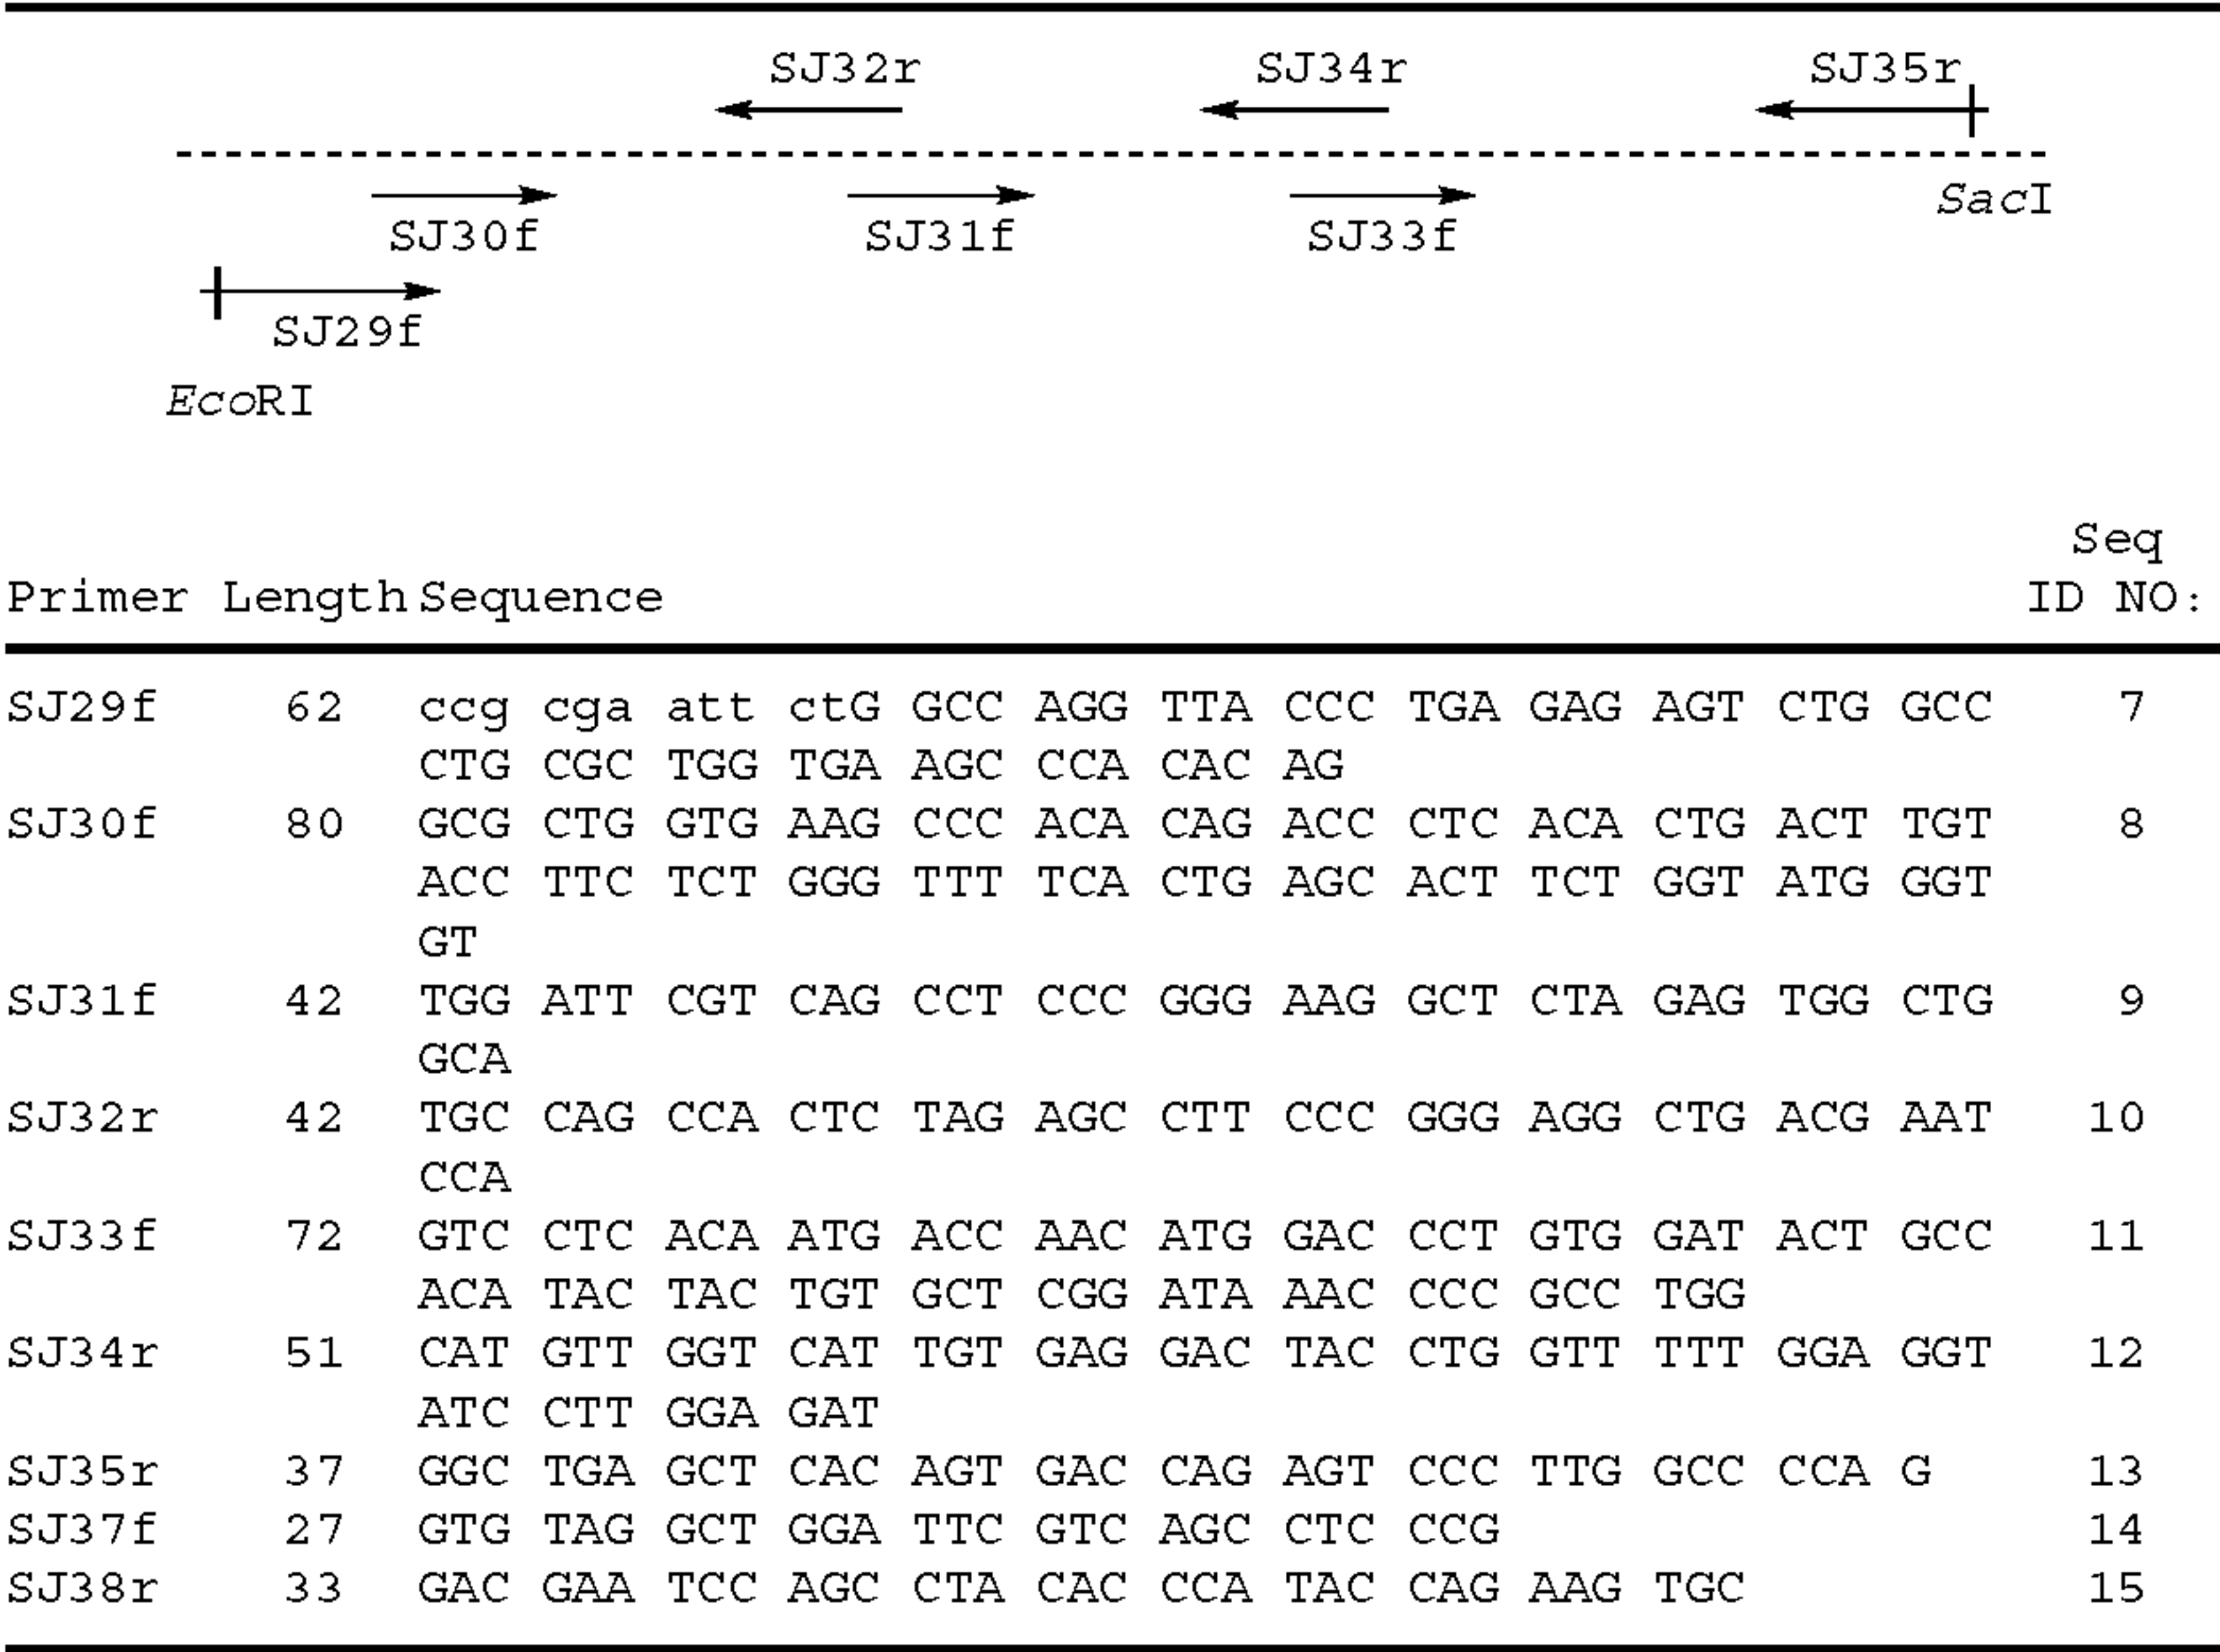 SJ32r SJ34r SJ35r
SacI
SJ30f SJ31f SJ33f
SJ29f
EcoRI
Seq
Primer Length Sequence ID NO:
SJ29f 62 ccg cga att ctG GCC AGG TTA CCC TGA GAG AGT CTG GCC 7
CTG CGC TGG TGA AGC CCA CAC AG
SJ30f 80 GCG CTG GTG AAG CCC ACA CAG ACC CTC ACA CTG ACT TGT 8
ACC TTC TCT GGG TTT TCA CTG AGC ACT TCT GGT ATG GGT
GT
SJ31f 42 TGG ATT CGT CAG CCT CCC GGG AAG GCT CTA GAG TGG CTG 9
GCA
SJ32r 42 TGC CAG CCA CTC TAG AGC CTT CCC GGG AGG CTG ACG AAT 10
CCA
SJ33f 72 GTC CTC ACA ATG ACC AAC ATG GAC CCT GTG GAT ACT GCC 11
ACA TAC TAC TGT GCT CGG ATA AAC CCC GCC TGG
SJ34r 51 CAT GTT GGT CAT TGT GAG GAC TAC CTG GTT TTT GGA GGT 12
ATC CTT GGA GAT
SJ35r 37 GGC TGA GCT CAC AGT GAC CAG AGT CCC TTG GCC CCA G 13
SJ37f 27 GTG TAG GCT GGA TTC GTC AGC CTC CCG 14
SJ38r 33 GAC GAA TCC AGC CTA CAC CCA TAC CAG AAG TGC 15